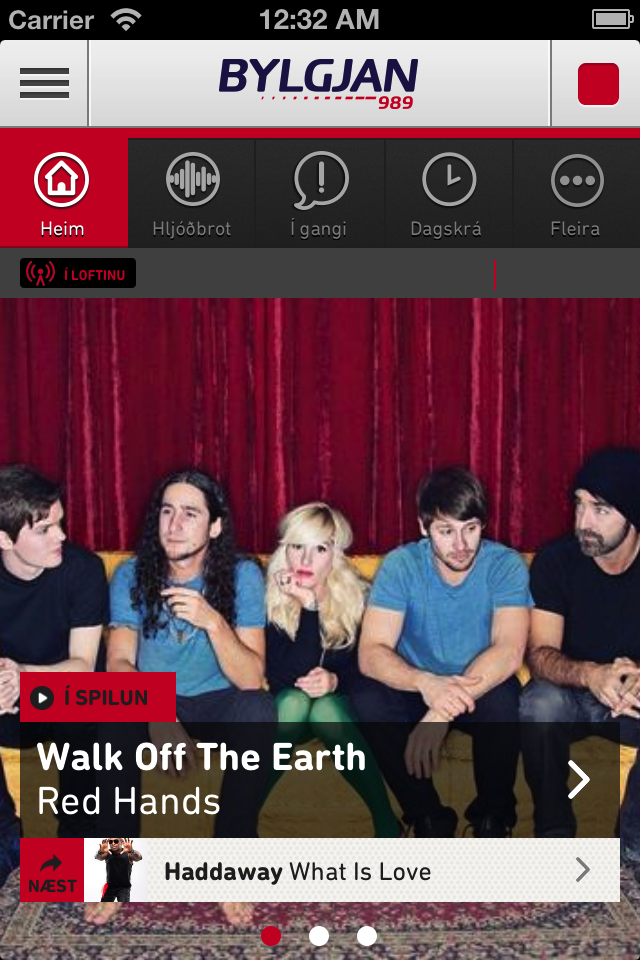 Carrier 12:32 AM
BYLGJAN
989
Heim Hljóðbrot Í gangi Dagskrá Fleira
Í LOFTINU
Í SPILUN
Walk Off The Earth
Red Hands
NÆST Haddaway What Is Love